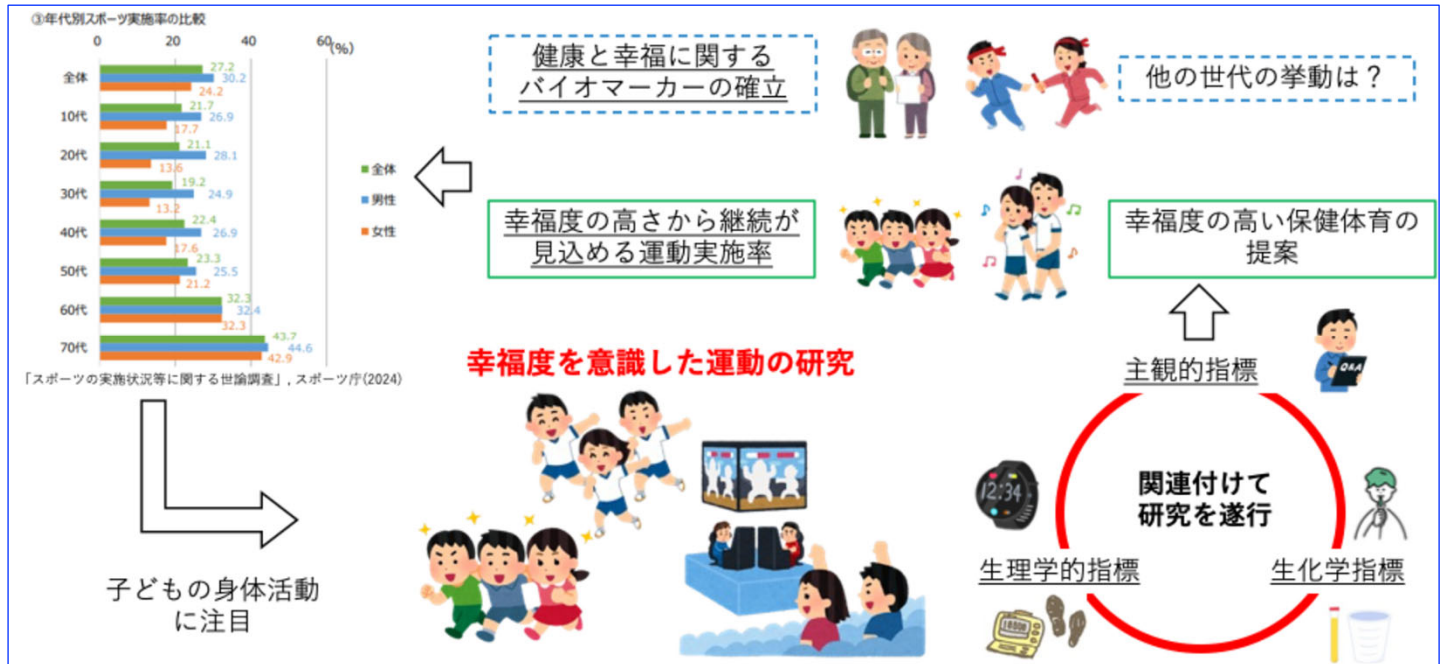 ③年代別スポーツ実施率の比較
0 20 40 60(%)
全体 27.2 30.2 24.2
10代 21.7 26.9 17.7
20代 21.1 28.1 13.6
30代 19.2 24.9 13.2
40代 22.4 26.9 17.6
50代 23.3 25.5 21.2
60代 32.3 32.4 32.3
70代 43.7 44.6 42.9
全体
男性
女性
「スポーツの実施状況等に関する世論調査」, スポーツ庁(2024)
健康と幸福に関する
バイオマーカーの確立
他の世代の挙動は？
幸福度の高さから継続が
見込める運動実施率
幸福度の高い保健体育の
提案
幸福度を意識した運動の研究
主観的指標
Q&A
関連付けて
研究を遂行
12:34
生理学的指標
生化学指標
子どもの身体活動
に注目